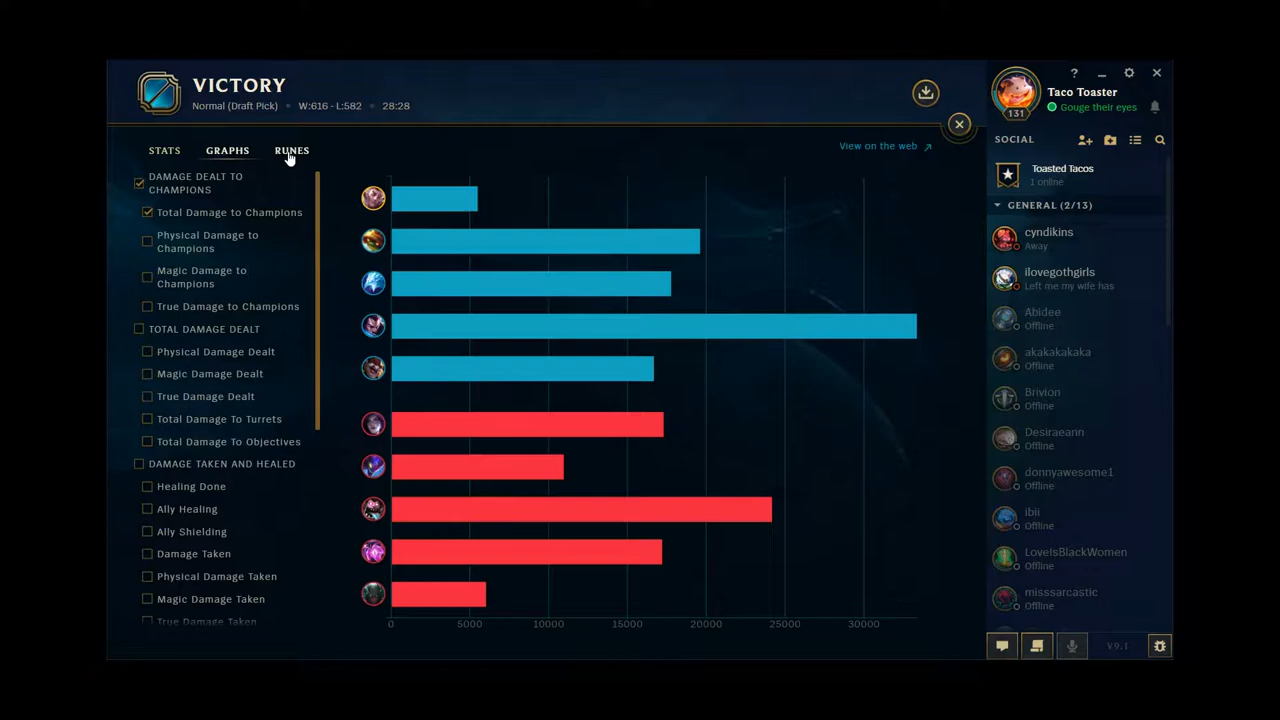 VICTORY
Normal (Draft Pick) • W:616 - L:582 • 28:28
STATS GRAPHS RUNES
View on the web
DAMAGE DEALT TO
CHAMPIONS
Total Damage to Champions
Physical Damage to
Champions
Magic Damage to
Champions
True Damage to Champions
TOTAL DAMAGE DEALT
Physical Damage Dealt
Magic Damage Dealt
True Damage Dealt
Total Damage To Turrets
Total Damage To Objectives
DAMAGE TAKEN AND HEALED
Healing Done
Ally Healing
Ally Shielding
Damage Taken
Physical Damage Taken
Magic Damage Taken
True Damage Taken
0 5000 10000 15000 20000 25000 30000
?
131
Taco Toaster
Gouge their eyes
SOCIAL
Toasted Tacos
1 online
GENERAL (2/13)
cyndikins
Away
ilovegothgirls
Left me my wife has
Abidee
Offline
akakakakaka
Offline
Brivion
Offline
Desiraeann
Offline
donnyawesome1
Offline
ibii
Offline
LoveIsBlackWomen
Offline
misssarcastic
Offline
V9.1